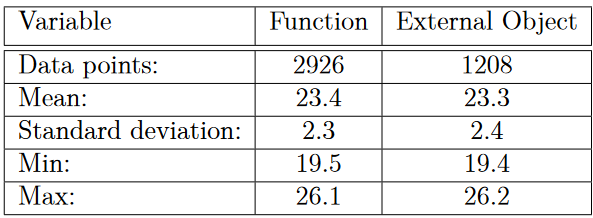 Variable Function External Object
Data points: 2926 1208
Mean: 23.4 23.3
Standard deviation: 2.3 2.4
Min: 19.5 19.4
Max: 26.1 26.2